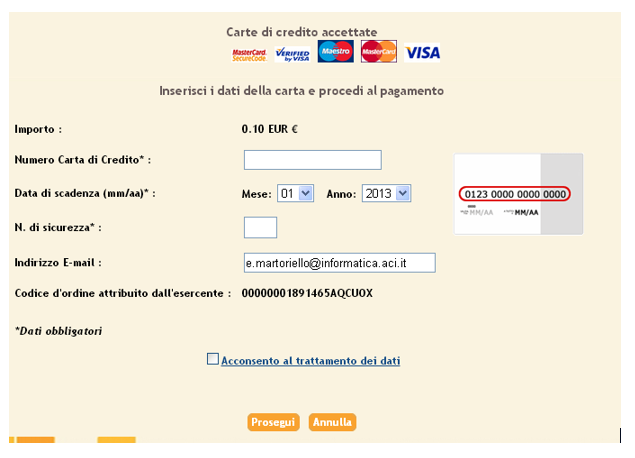 Carte di credito accettate
MasterCard. SecureCode. VERIFIED by VISA Maestro MasterCard VISA
Inserisci i dati della carta e procedi al pagamento
Importo : 0.10 EUR €
Numero Carta di Credito* :
0123 0000 0000 0000
Data di scadenza (mm/aa)* : Mese: 01 Anno: 2013
MM/AA MM/AA
N. di sicurezza* :
Indirizzo E-mail : e.martoriello@informatica.aci.it
Codice d'ordine attribuito dall'esercente : 00000001891465AQCUOX
*Dati obbligatori
Acconsento al trattamento dei dati
Prosegui Annulla